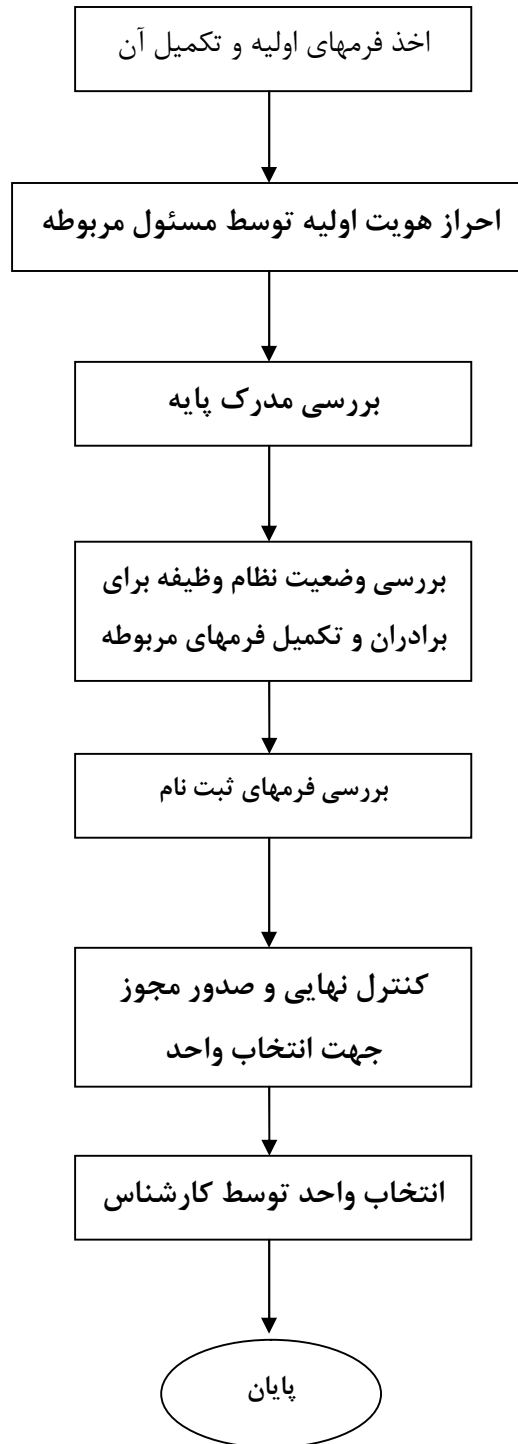 اخذ فرمهای اولیه و تکمیل آن
احراز هویت اولیه توسط مسئول مربوطه
بررسی مدرک پایه
بررسی وضعیت نظام وظیفه برای
برادران و تکمیل فرمهای مربوطه
بررسی فرمهای ثبت نام
کنترل نهایی و صدور مجوز
جهت انتخاب واحد
انتخاب واحد توسط کارشناس
پایان